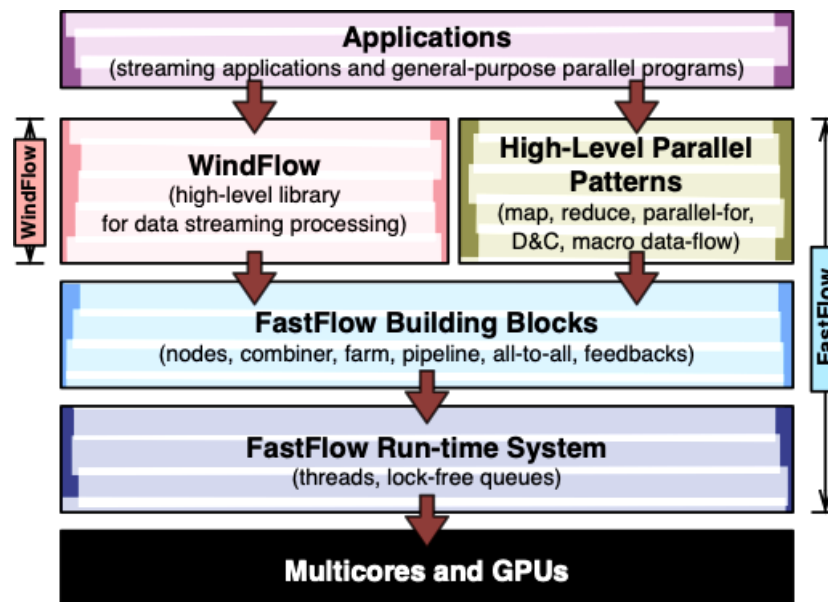 Applications
(streaming applications and general-purpose parallel programs)
WindFlow
WindFlow
(high-level library
for data streaming processing)
High-Level Parallel
Patterns
(map, reduce, parallel-for,
D&C, macro data-flow)
FastFlow
FastFlow Building Blocks
(nodes, combiner, farm, pipeline, all-to-all, feedbacks)
FastFlow Run-time System
(threads, lock-free queues)
Multicores and GPUs